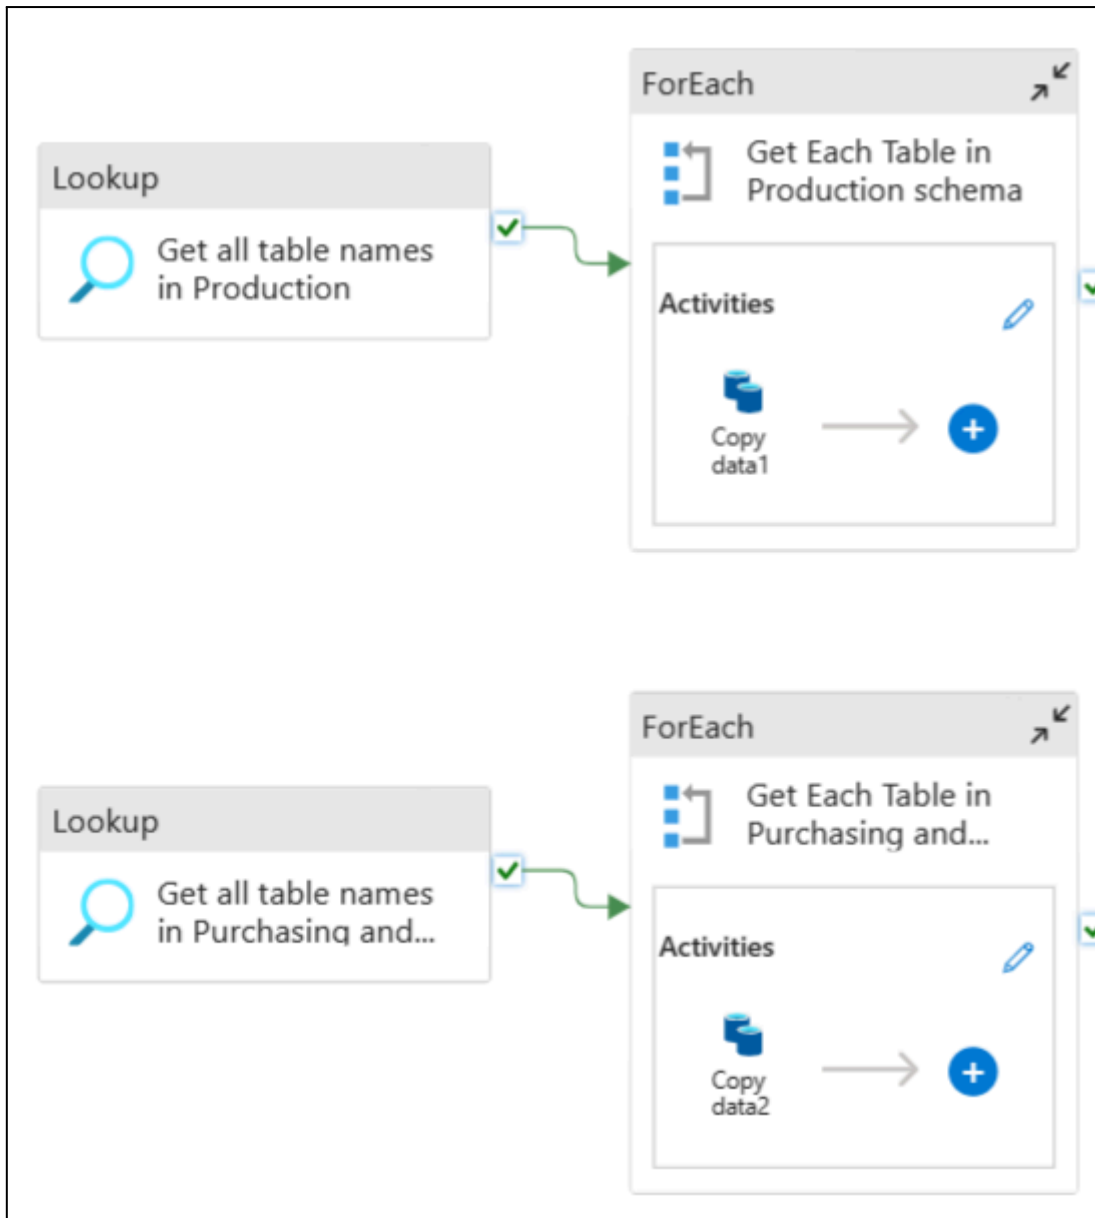 ForEach
Get Each Table in
Production schema
Lookup
Get all table names
in Production
Activities
Copy
data1
ForEach
Get Each Table in
Purchasing and...
Lookup
Get all table names
in Purchasing and...
Activities
Copy
data2